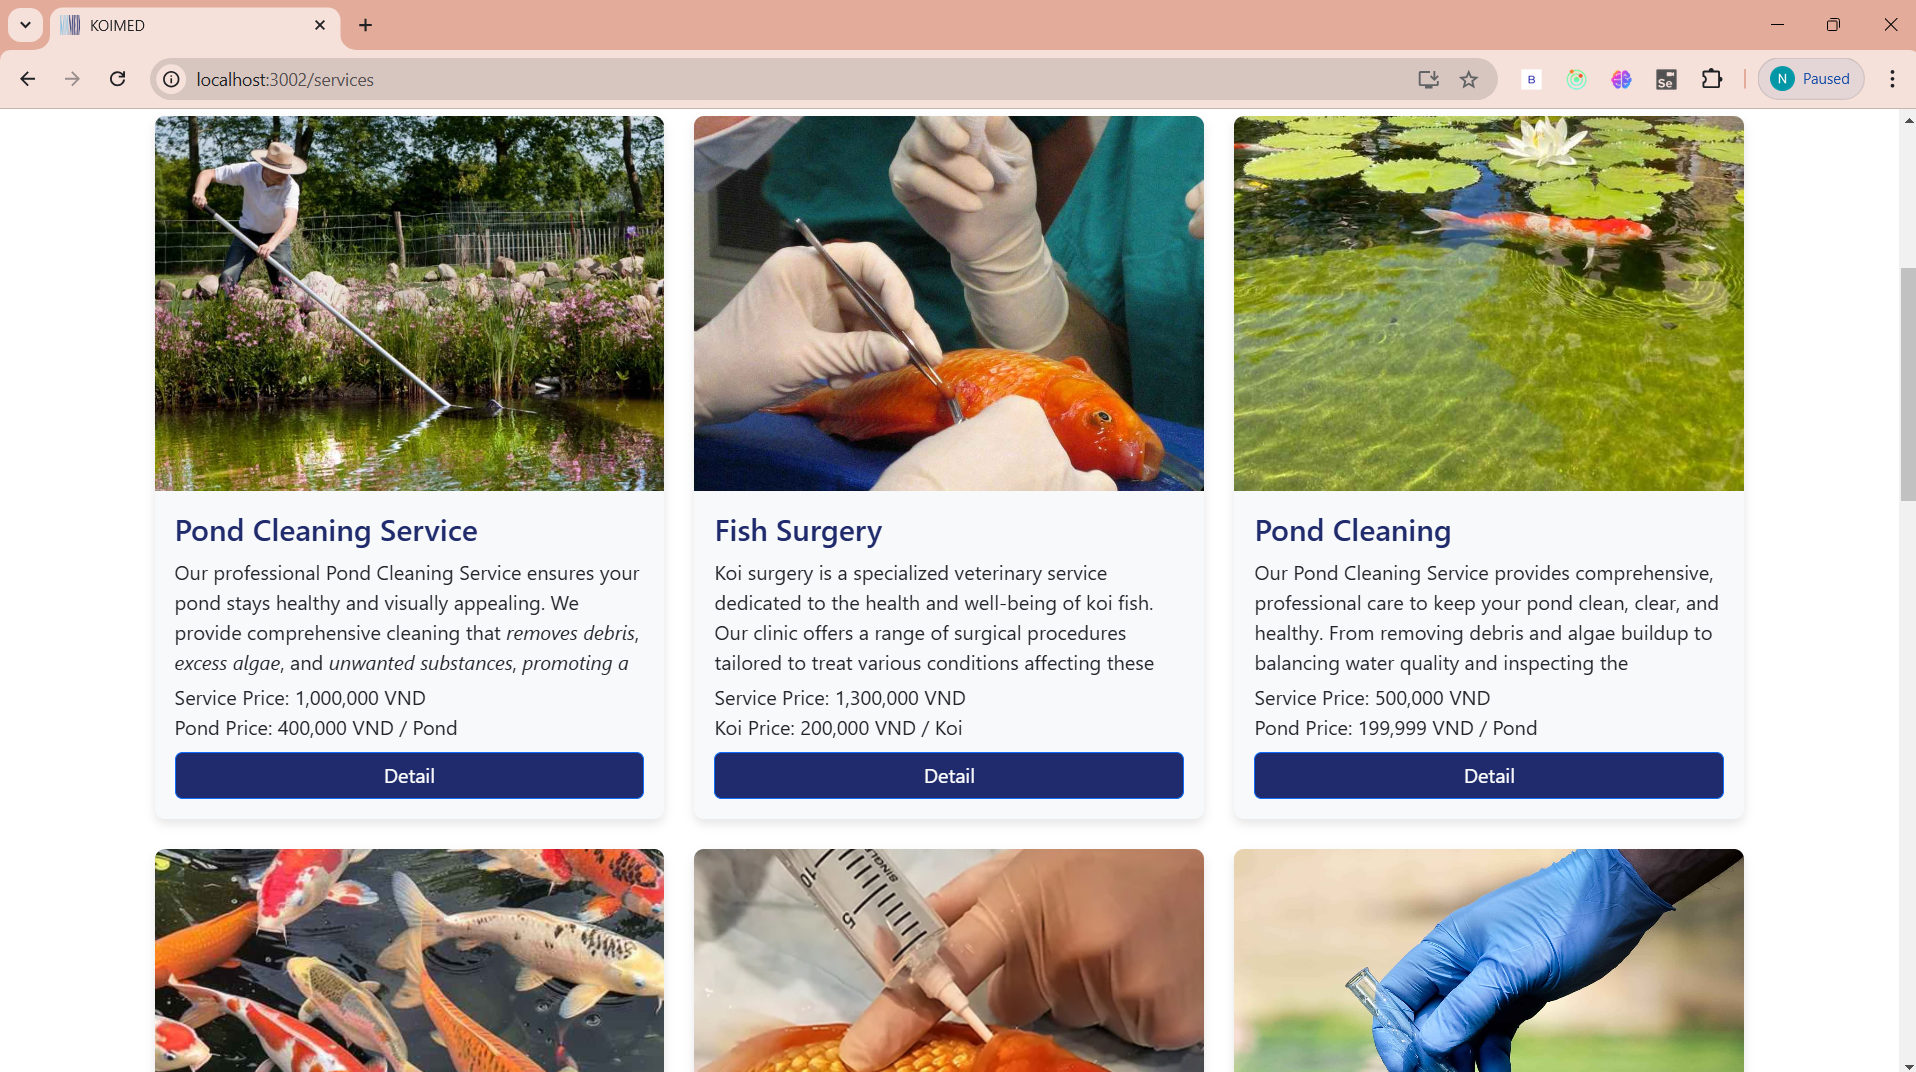 KOIMED
localhost:3002/services
B
Se
N Paused
Pond Cleaning Service
Our professional Pond Cleaning Service ensures your
pond stays healthy and visually appealing. We
provide comprehensive cleaning that removes debris,
excess algae, and unwanted substances, promoting a
Service Price: 1,000,000 VND
Pond Price: 400,000 VND / Pond
Detail
Fish Surgery
Koi surgery is a specialized veterinary service
dedicated to the health and well-being of koi fish.
Our clinic offers a range of surgical procedures
tailored to treat various conditions affecting these
Service Price: 1,300,000 VND
Koi Price: 200,000 VND / Koi
Detail
Pond Cleaning
Our Pond Cleaning Service provides comprehensive,
professional care to keep your pond clean, clear, and
healthy. From removing debris and algae buildup to
balancing water quality and inspecting the
Service Price: 500,000 VND
Pond Price: 199,999 VND / Pond
Detail
10
5